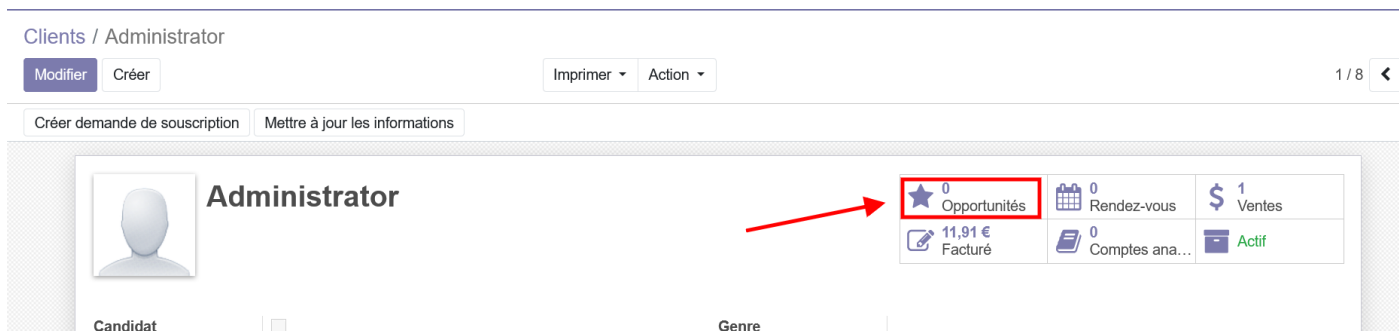 Clients / Administrator
Modifier Créer Imprimer Action 1 / 8
Créer demande de souscription Mettre à jour les informations
Administrator
0 Opportunités
0 Rendez-vous
$ 1 Ventes
11,91 € Facturé
0 Comptes ana…
Actif
Candidat Genre